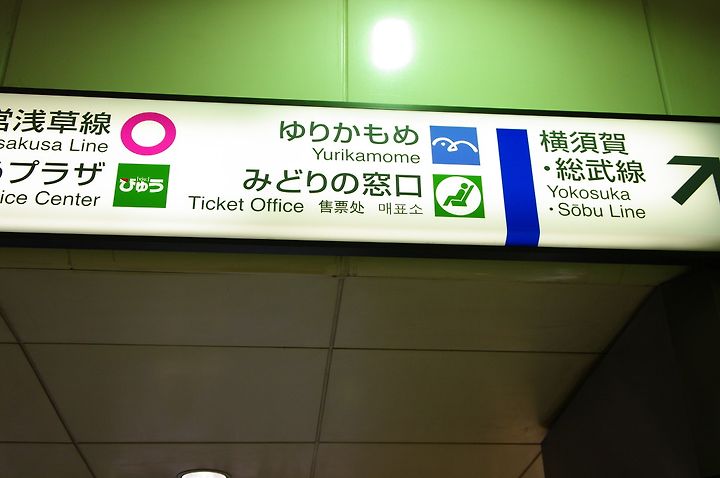 営浅草線
sakusa Line
うプラザ
ice Center
びゅう
ゆりかもめ
Yurikamome
みどりの窓口
Ticket Office 售票处 매표소
横須賀
・総武線
Yokosuka
・Sōbu Line